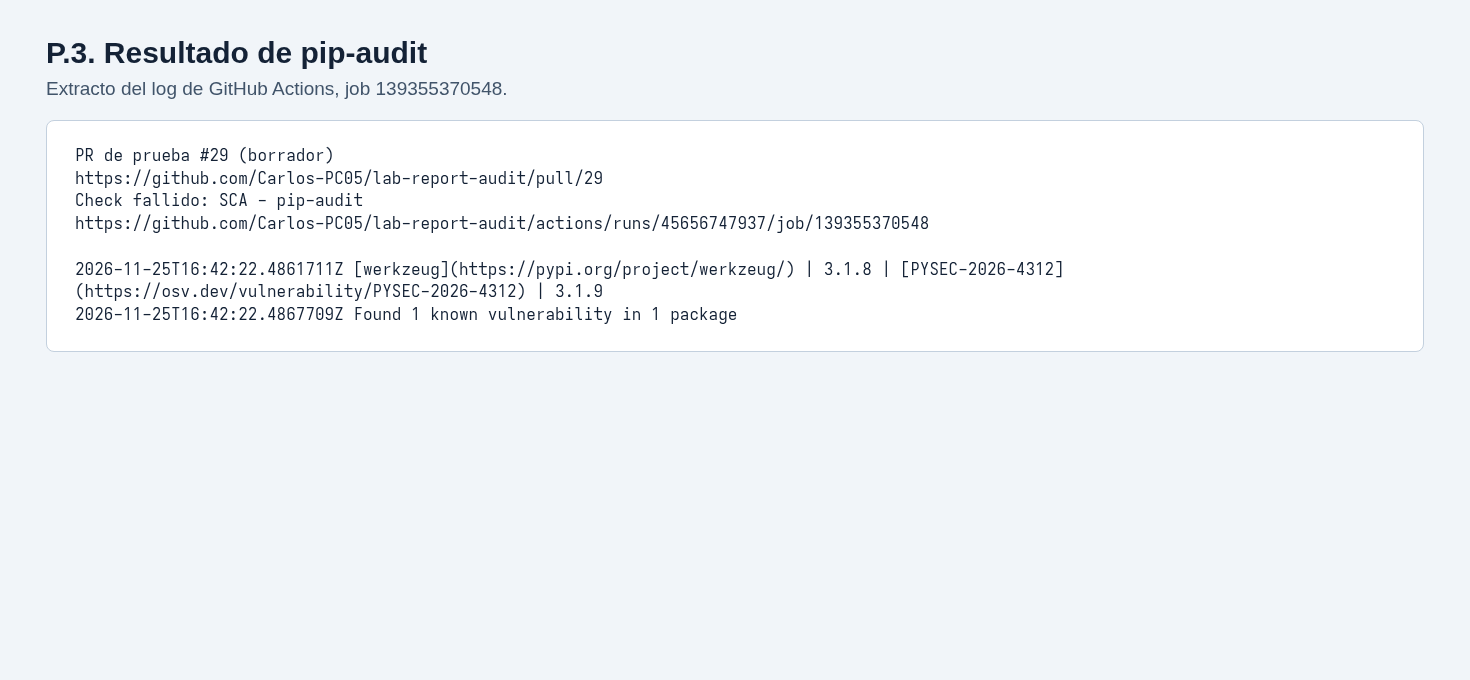 P.3. Resultado de pip-audit
Extracto del log de GitHub Actions, job 139355370548.
PR de prueba #29 (borrador)
https://github.com/Carlos-PC05/lab-report-audit/pull/29
Check fallido: SCA - pip-audit
https://github.com/Carlos-PC05/lab-report-audit/actions/runs/45656747937/job/139355370548
2026-11-25T16:42:22.4861711Z [werkzeug](https://pypi.org/project/werkzeug/) | 3.1.8 | [PYSEC-2026-4312]
(https://osv.dev/vulnerability/PYSEC-2026-4312) | 3.1.9
2026-11-25T16:42:22.4867709Z Found 1 known vulnerability in 1 package